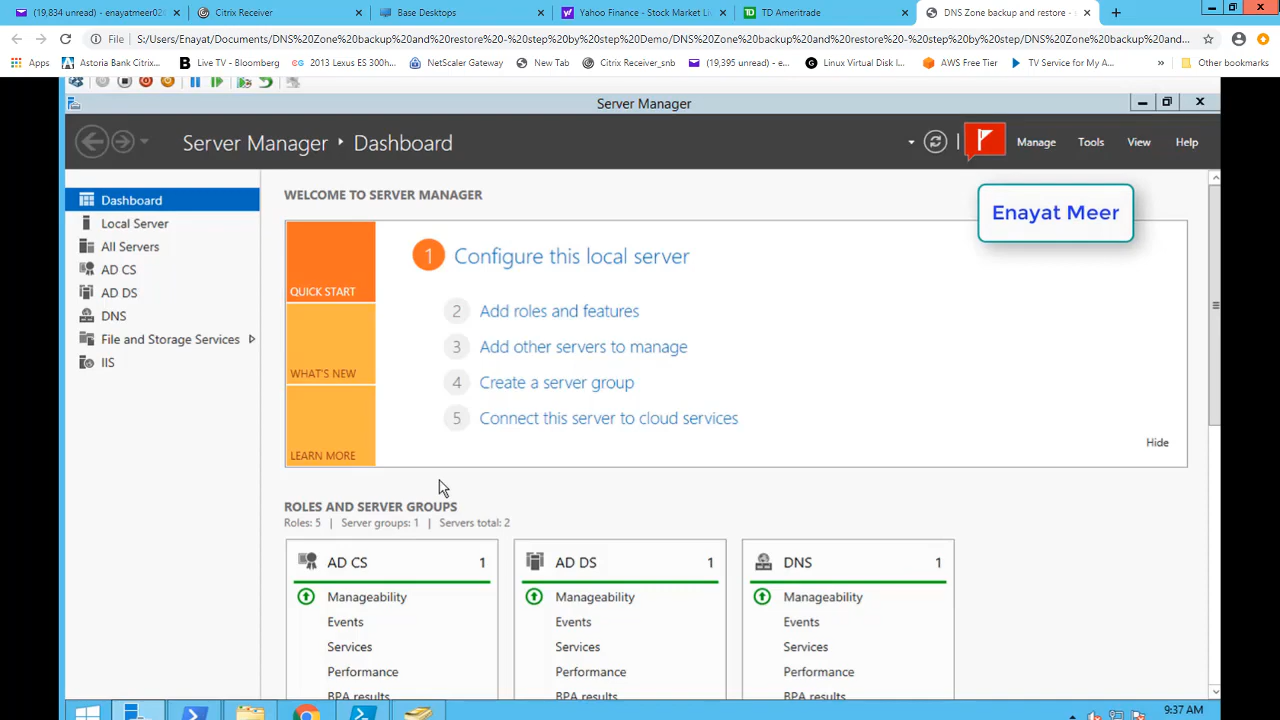 (19,834 unread) - enayatmeer02
Citrix Receiver
Base Desktops
Yahoo Finance - Stock Market Li
TD Ameritrade
DNS Zone backup and restore -
File
S:/Users/Enayat/Documents/DNS%20Zone%20backup%20and%20restore%20-%20step%20by%20step%20Demo/DNS%20Zone%20backup%20and%20restore%20-%20step%20by%20step/DNS%20Zone%20backup%20and...
Apps
Astoria Bank Citrix...
Live TV - Bloomberg
2013 Lexus ES 300h...
NetScaler Gateway
New Tab
Citrix Receiver_snb
Linux Virtual Disk I...
AWS Free Tier
TV Service for My A...
»
Other bookmarks
Server Manager
Server Manager
Dashboard
Manage
Tools
View
Help
Dashboard
Local Server
All Servers
AD CS
AD DS
DNS
File and Storage Services
IIS
WELCOME TO SERVER MANAGER
Enayat Meer
QUICK START
WHAT'S NEW
LEARN MORE
1 Configure this local server
2 Add roles and features
3 Add other servers to manage
4 Create a server group
5 Connect this server to cloud services
Hide
ROLES AND SERVER GROUPS
Roles: 5 | Server groups: 1 | Servers total: 2
AD CS 1
Manageability
Events
Services
Performance
BPA results
AD DS 1
Manageability
Events
Services
Performance
BPA results
DNS 1
Manageability
Events
Services
Performance
BPA results
9:37 AM